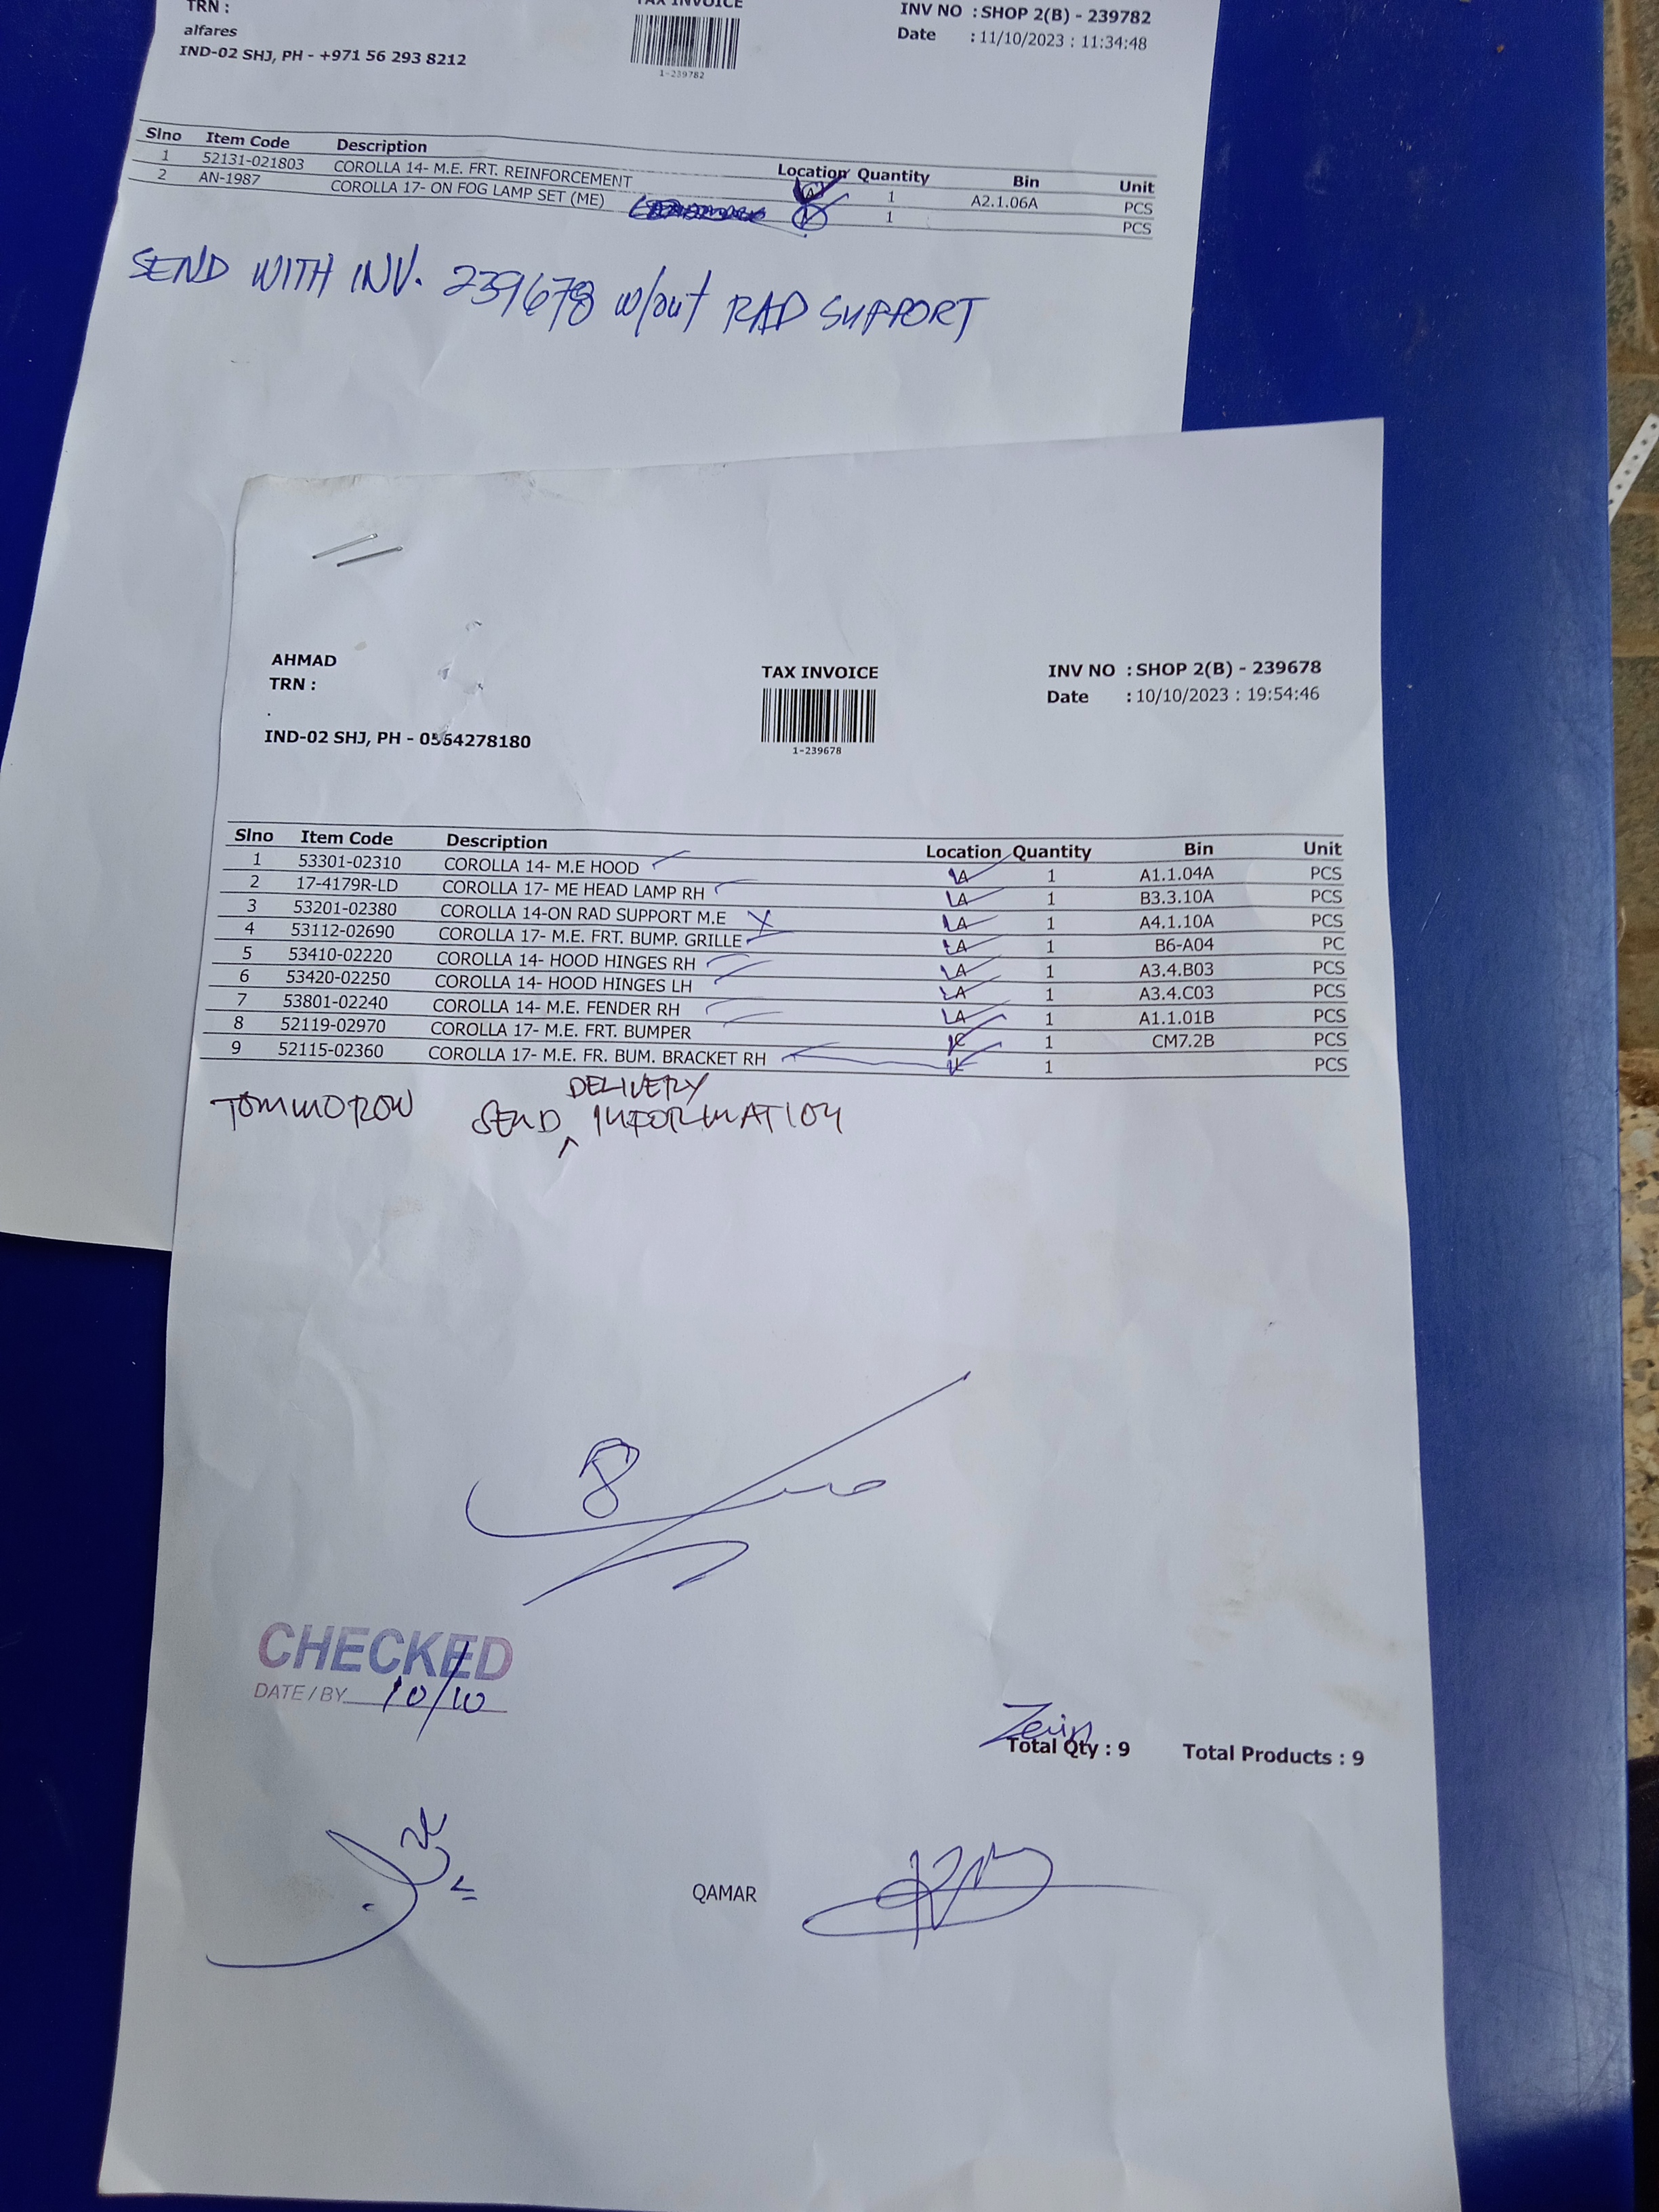 TRN :
TAX INVOICE
INV NO : SHOP 2(B) - 239782
alfares
Date : 11/10/2023 : 11:34:48
IND-02 SHJ, PH - +971 56 293 8212
1-239782
Slno Item Code Description Location Quantity Bin Unit
1 52131-021803 COROLLA 14- M.E. FRT. REINFORCEMENT A 1 A2.1.06A PCS
2 AN-1987 COROLLA 17- ON FOG LAMP SET (ME) 1 PCS
SEND WITH INV. 239678 w/out RAD SUPPORT
AHMAD
TAX INVOICE
INV NO : SHOP 2(B) - 239678
TRN :
Date : 10/10/2023 : 19:54:46
.
IND-02 SHJ, PH - 0564278180
1-239678
Slno Item Code Description Location Quantity Bin Unit
1 53301-02310 COROLLA 14- M.E HOOD A 1 A1.1.04A PCS
2 17-4179R-LD COROLLA 17- ME HEAD LAMP RH A 1 B3.3.10A PCS
3 53201-02380 COROLLA 14-ON RAD SUPPORT M.E A 1 A4.1.10A PCS
4 53112-02690 COROLLA 17- M.E. FRT. BUMP. GRILLE A 1 B6-A04 PC
5 53410-02220 COROLLA 14- HOOD HINGES RH A 1 A3.4.B03 PCS
6 53420-02250 COROLLA 14- HOOD HINGES LH A 1 A3.4.C03 PCS
7 53801-02240 COROLLA 14- M.E. FENDER RH A 1 A1.1.01B PCS
8 52119-02970 COROLLA 17- M.E. FRT. BUMPER C 1 CM7.2B PCS
9 52115-02360 COROLLA 17- M.E. FR. BUM. BRACKET RH 1 PCS
TOMMOROW SEND DELIVERY INFORMATION
8
CHECKED
DATE/BY 10/10
Zein
Total Qty : 9 Total Products : 9
QAMAR